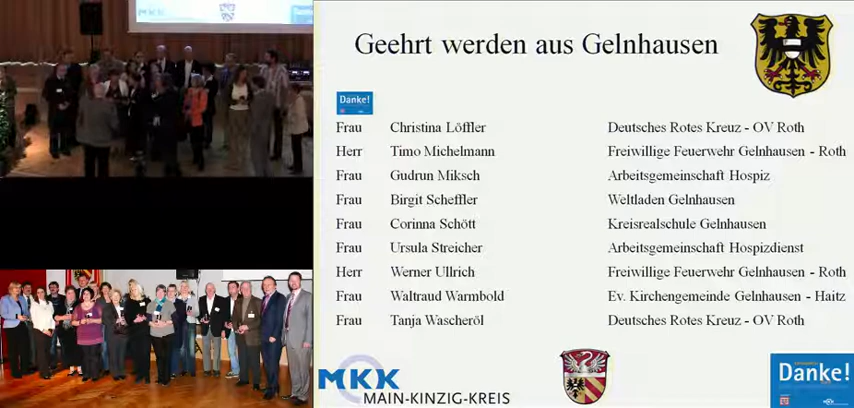 Geehrt werden aus Gelnhausen
Danke!
Frau Christina Löffler Deutsches Rotes Kreuz - OV Roth
Herr Timo Michelmann Freiwillige Feuerwehr Gelnhausen - Roth
Frau Gudrun Miksch Arbeitsgemeinschaft Hospiz
Frau Birgit Scheffler Weltladen Gelnhausen
Frau Corinna Schött Kreisrealschule Gelnhausen
Frau Ursula Streicher Arbeitsgemeinschaft Hospizdienst
Herr Werner Ullrich Freiwillige Feuerwehr Gelnhausen - Roth
Frau Waltraud Warmbold Ev. Kirchengemeinde Gelnhausen - Haitz
Frau Tanja Wascheröl Deutsches Rotes Kreuz - OV Roth
MKK
MAIN-KINZIG-KREIS
Danke!